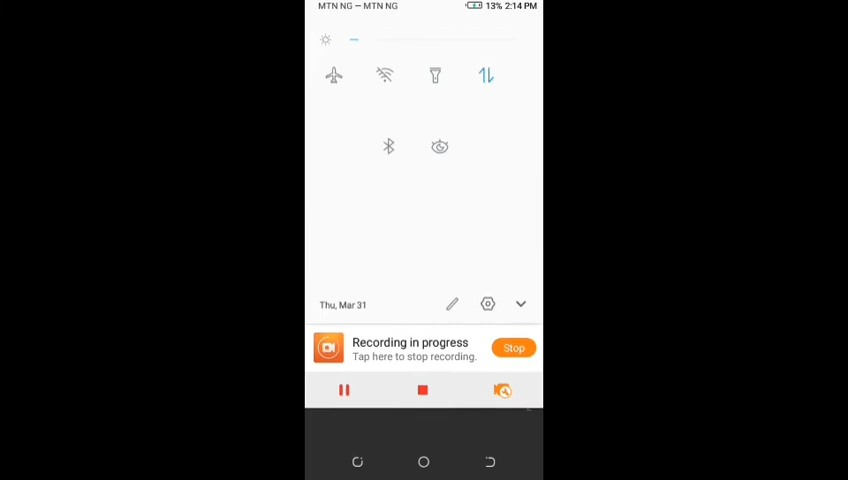 MTN NG — MTN NG 13% 2:14 PM
Thu, Mar 31
Recording in progress
Tap here to stop recording.
Stop